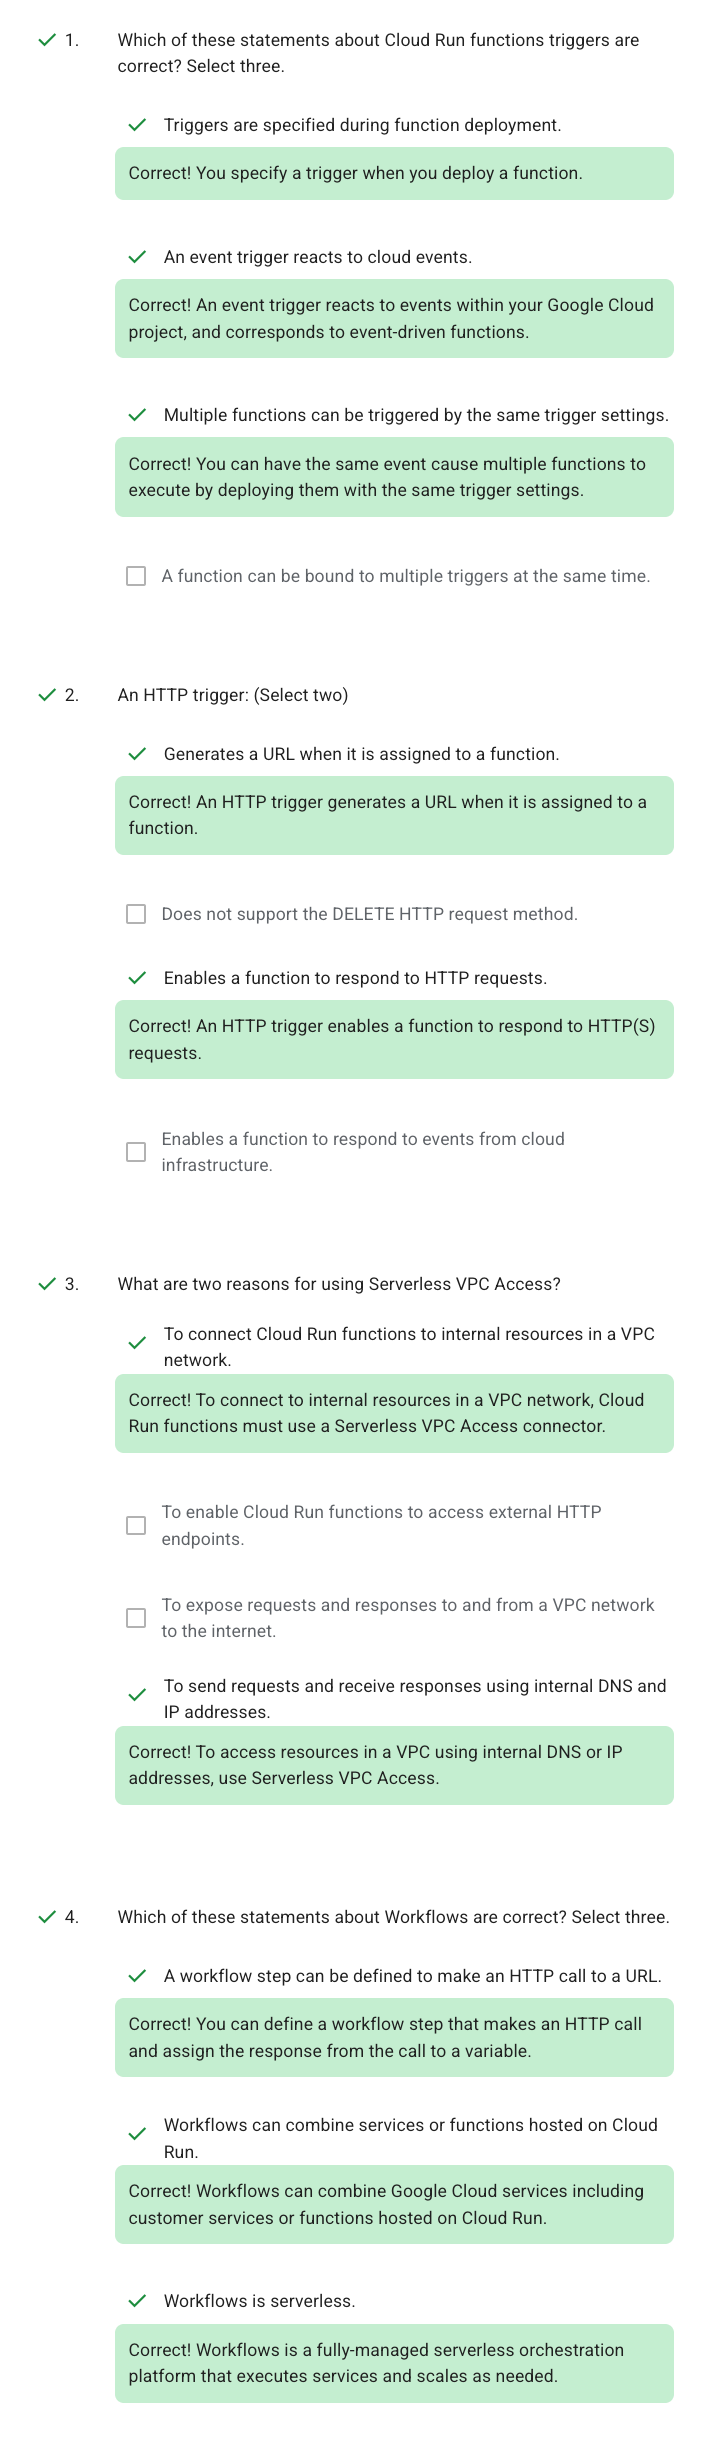 1. Which of these statements about Cloud Run functions triggers are
correct? Select three.
Triggers are specified during function deployment.
Correct! You specify a trigger when you deploy a function.
An event trigger reacts to cloud events.
Correct! An event trigger reacts to events within your Google Cloud
project, and corresponds to event-driven functions.
Multiple functions can be triggered by the same trigger settings.
Correct! You can have the same event cause multiple functions to
execute by deploying them with the same trigger settings.
A function can be bound to multiple triggers at the same time.
2. An HTTP trigger: (Select two)
Generates a URL when it is assigned to a function.
Correct! An HTTP trigger generates a URL when it is assigned to a
function.
Does not support the DELETE HTTP request method.
Enables a function to respond to HTTP requests.
Correct! An HTTP trigger enables a function to respond to HTTP(S)
requests.
Enables a function to respond to events from cloud
infrastructure.
3. What are two reasons for using Serverless VPC Access?
To connect Cloud Run functions to internal resources in a VPC
network.
Correct! To connect to internal resources in a VPC network, Cloud
Run functions must use a Serverless VPC Access connector.
To enable Cloud Run functions to access external HTTP
endpoints.
To expose requests and responses to and from a VPC network
to the internet.
To send requests and receive responses using internal DNS and
IP addresses.
Correct! To access resources in a VPC using internal DNS or IP
addresses, use Serverless VPC Access.
4. Which of these statements about Workflows are correct? Select three.
A workflow step can be defined to make an HTTP call to a URL.
Correct! You can define a workflow step that makes an HTTP call
and assign the response from the call to a variable.
Workflows can combine services or functions hosted on Cloud
Run.
Correct! Workflows can combine Google Cloud services including
customer services or functions hosted on Cloud Run.
Workflows is serverless.
Correct! Workflows is a fully-managed serverless orchestration
platform that executes services and scales as needed.